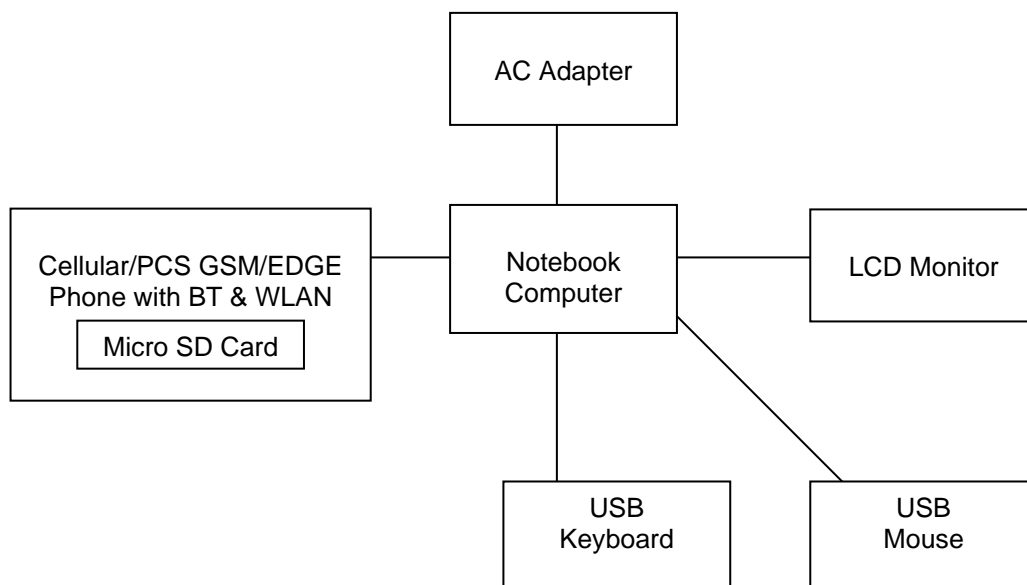 AC Adapter
Cellular/PCS GSM/EDGE
Phone with BT & WLAN
Micro SD Card
Notebook
Computer
LCD Monitor
USB
Keyboard
USB
Mouse